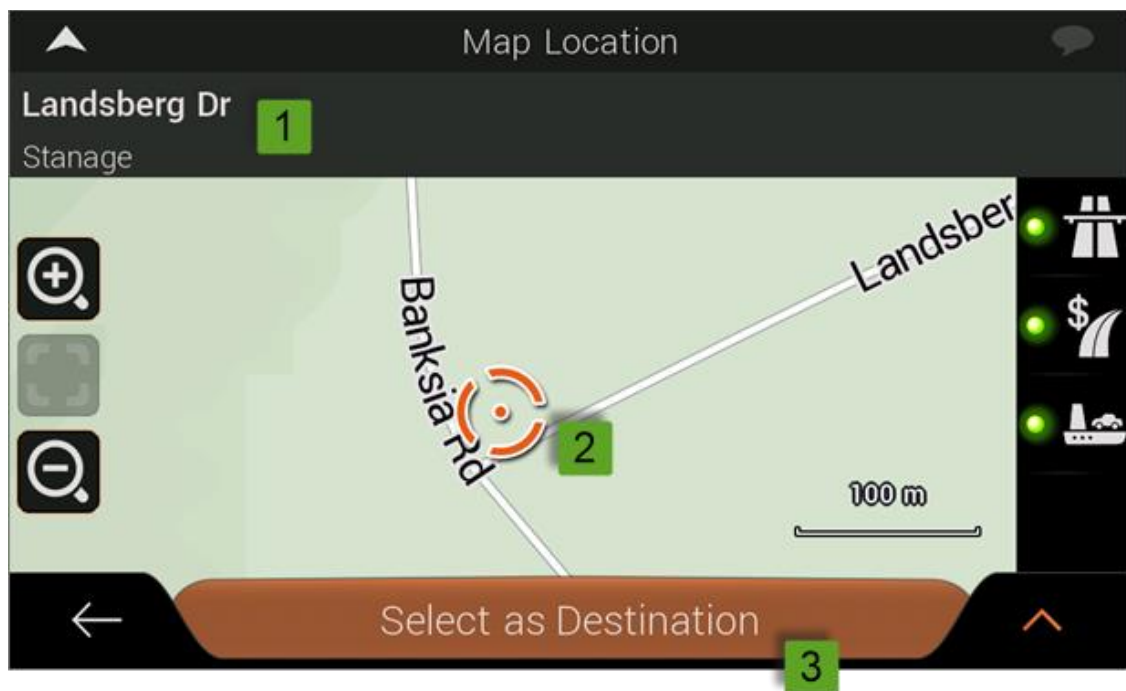 Map Location
Landsberg Dr
1
Stanage
Landsber
$
Banksia Rd
2
100 m
Select as Destination
3